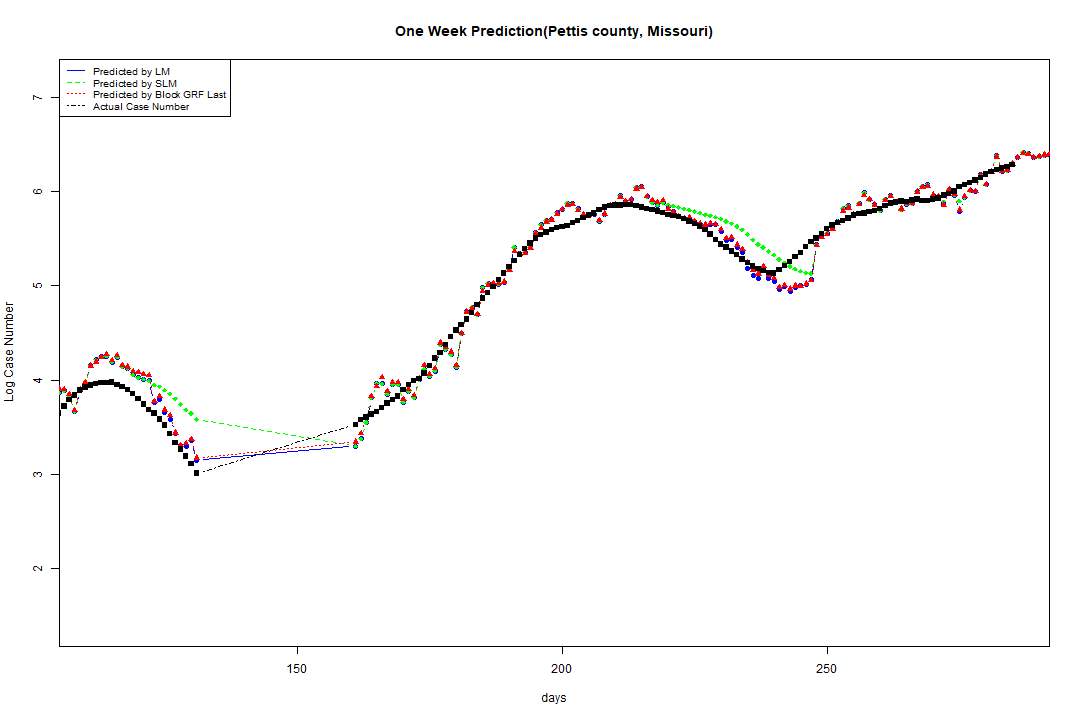 One Week Prediction(Pettis county, Missouri)
Predicted by LM
Predicted by SLM
Predicted by Block GRF Last
Actual Case Number
7
6
5
4
3
2
Log Case Number
150
200
250
days